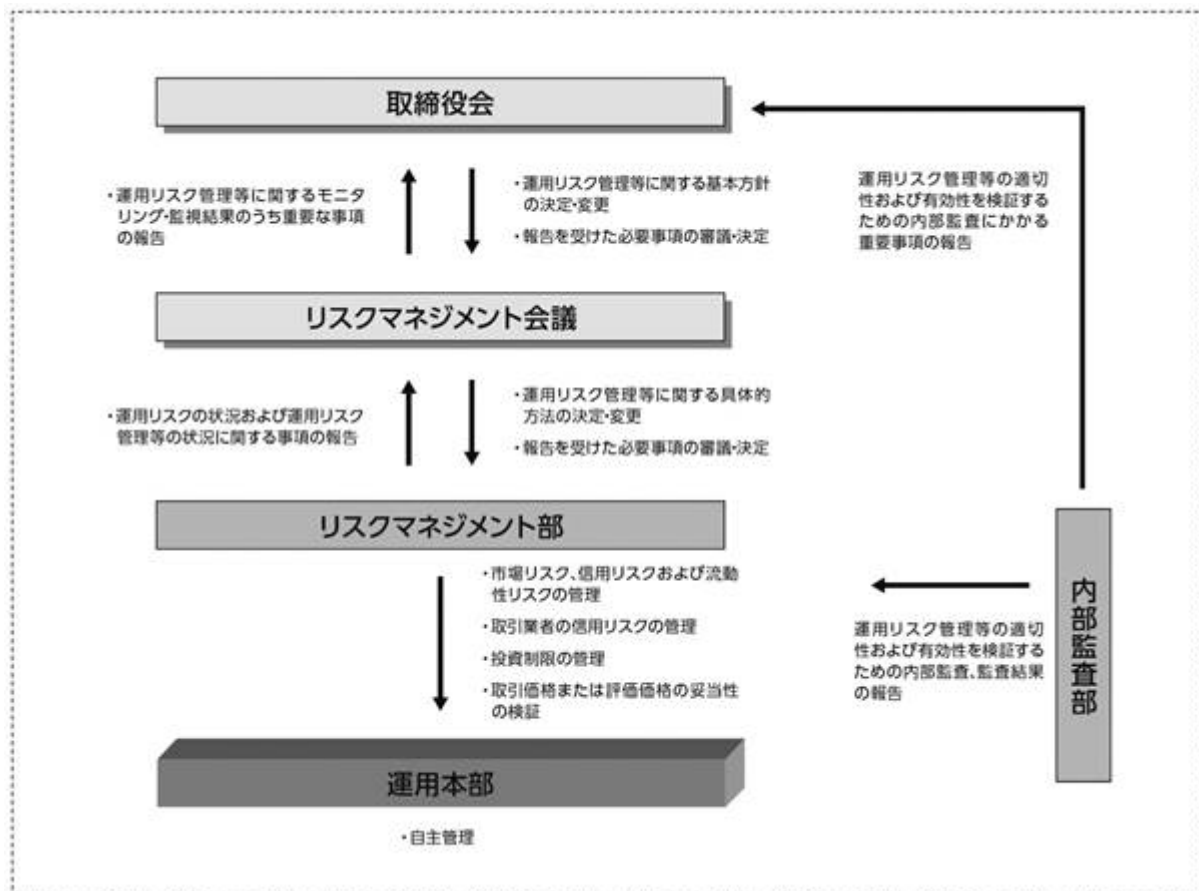 取締役会
・運用リスク管理等に関するモニタ
リング・監視結果のうち重要な事項
の報告
・運用リスク管理等に関する基本方針
の決定・変更
・報告を受けた必要事項の審議・決定
運用リスク管理等の適切
性および有効性を検証する
ための内部監査にかかる
重要事項の報告
リスクマネジメント会議
・運用リスクの状況および運用リスク
管理等の状況に関する事項の報告
・運用リスク管理等に関する具体的
方法の決定・変更
・報告を受けた必要事項の審議・決定
リスクマネジメント部
・市場リスク、信用リスクおよび流動
性リスクの管理
・取引業者の信用リスクの管理
・投資制限の管理
・取引価格または評価価格の妥当性
の検証
運用リスク管理等の適切
性および有効性を検証する
ための内部監査、監査結果
の報告
内部監査部
運用本部
・自主管理